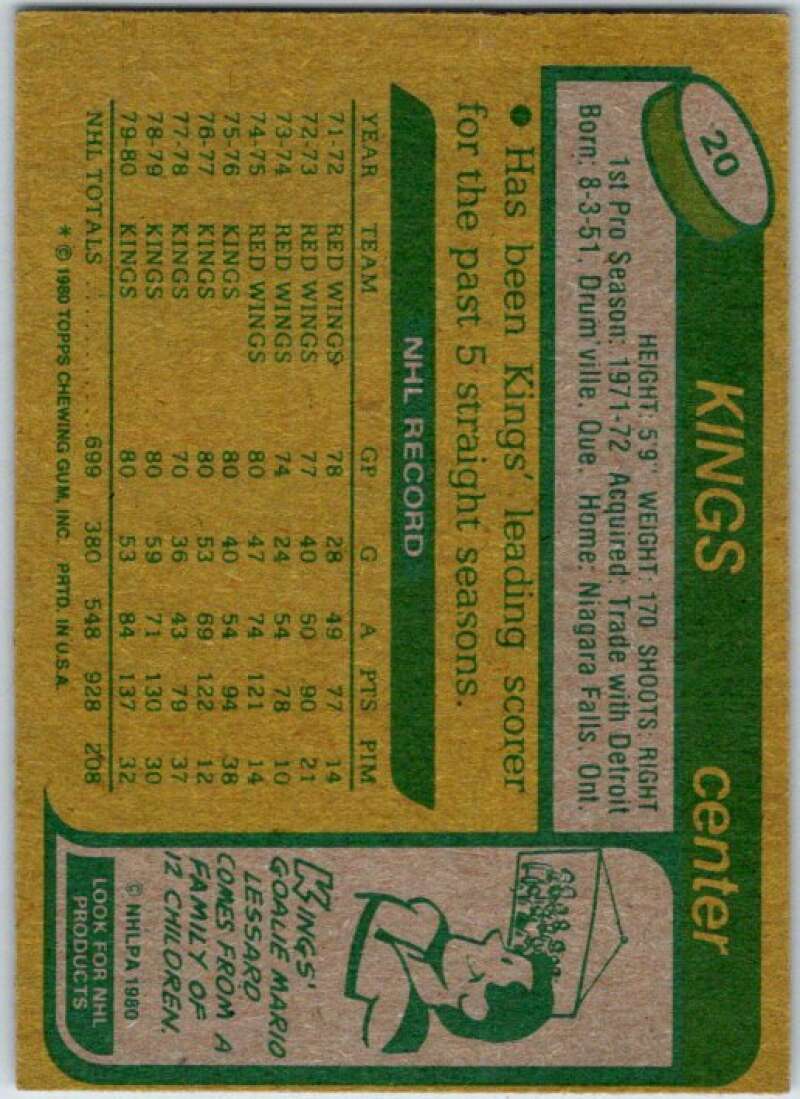 20
KINGS center
HEIGHT: 5'9" WEIGHT: 170 SHOOTS: RIGHT
1st Pro Season: 1971-72 Acquired: Trade with Detroit
Born: 8-3-51, Drum'ville, Que. Home: Niagara Falls, Ont.
● Has been Kings' leading scorer
for the past 5 straight seasons.
NHL RECORD
YEAR TEAM GP G A PTS PIM
71-72 RED WINGS 78 28 49 77 14
72-73 RED WINGS 77 40 50 90 21
73-74 RED WINGS 74 24 54 78 10
74-75 RED WINGS 80 47 74 121 14
75-76 KINGS 80 40 54 94 38
76-77 KINGS 80 53 69 122 12
77-78 KINGS 70 36 43 79 37
78-79 KINGS 80 59 71 130 30
79-80 KINGS 80 53 84 137 32
NHL TOTALS .......... 699 380 548 928 208
* © 1980 TOPPS CHEWING GUM, INC. PRTD. IN U.S.A.
KINGS'
GOALIE MARIO
LESSARD
COMES FROM A
FAMILY OF
12 CHILDREN.
© NHLPA 1980
LOOK FOR NHL
PRODUCTS